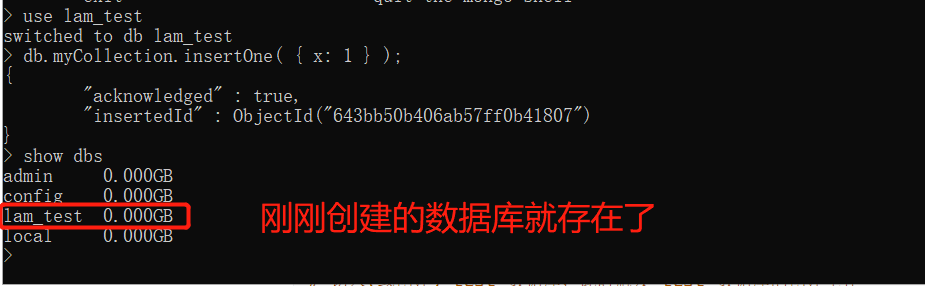 exit quit the mongo shell
> use lam_test
switched to db lam_test
> db.myCollection.insertOne( { x: 1 } );
{
"acknowledged" : true,
"insertedId" : ObjectId("643bb50b406ab57ff0b41807")
}
> show dbs
admin 0.000GB
config 0.000GB
lam_test 0.000GB
local 0.000GB
>
刚刚创建的数据库就存在了